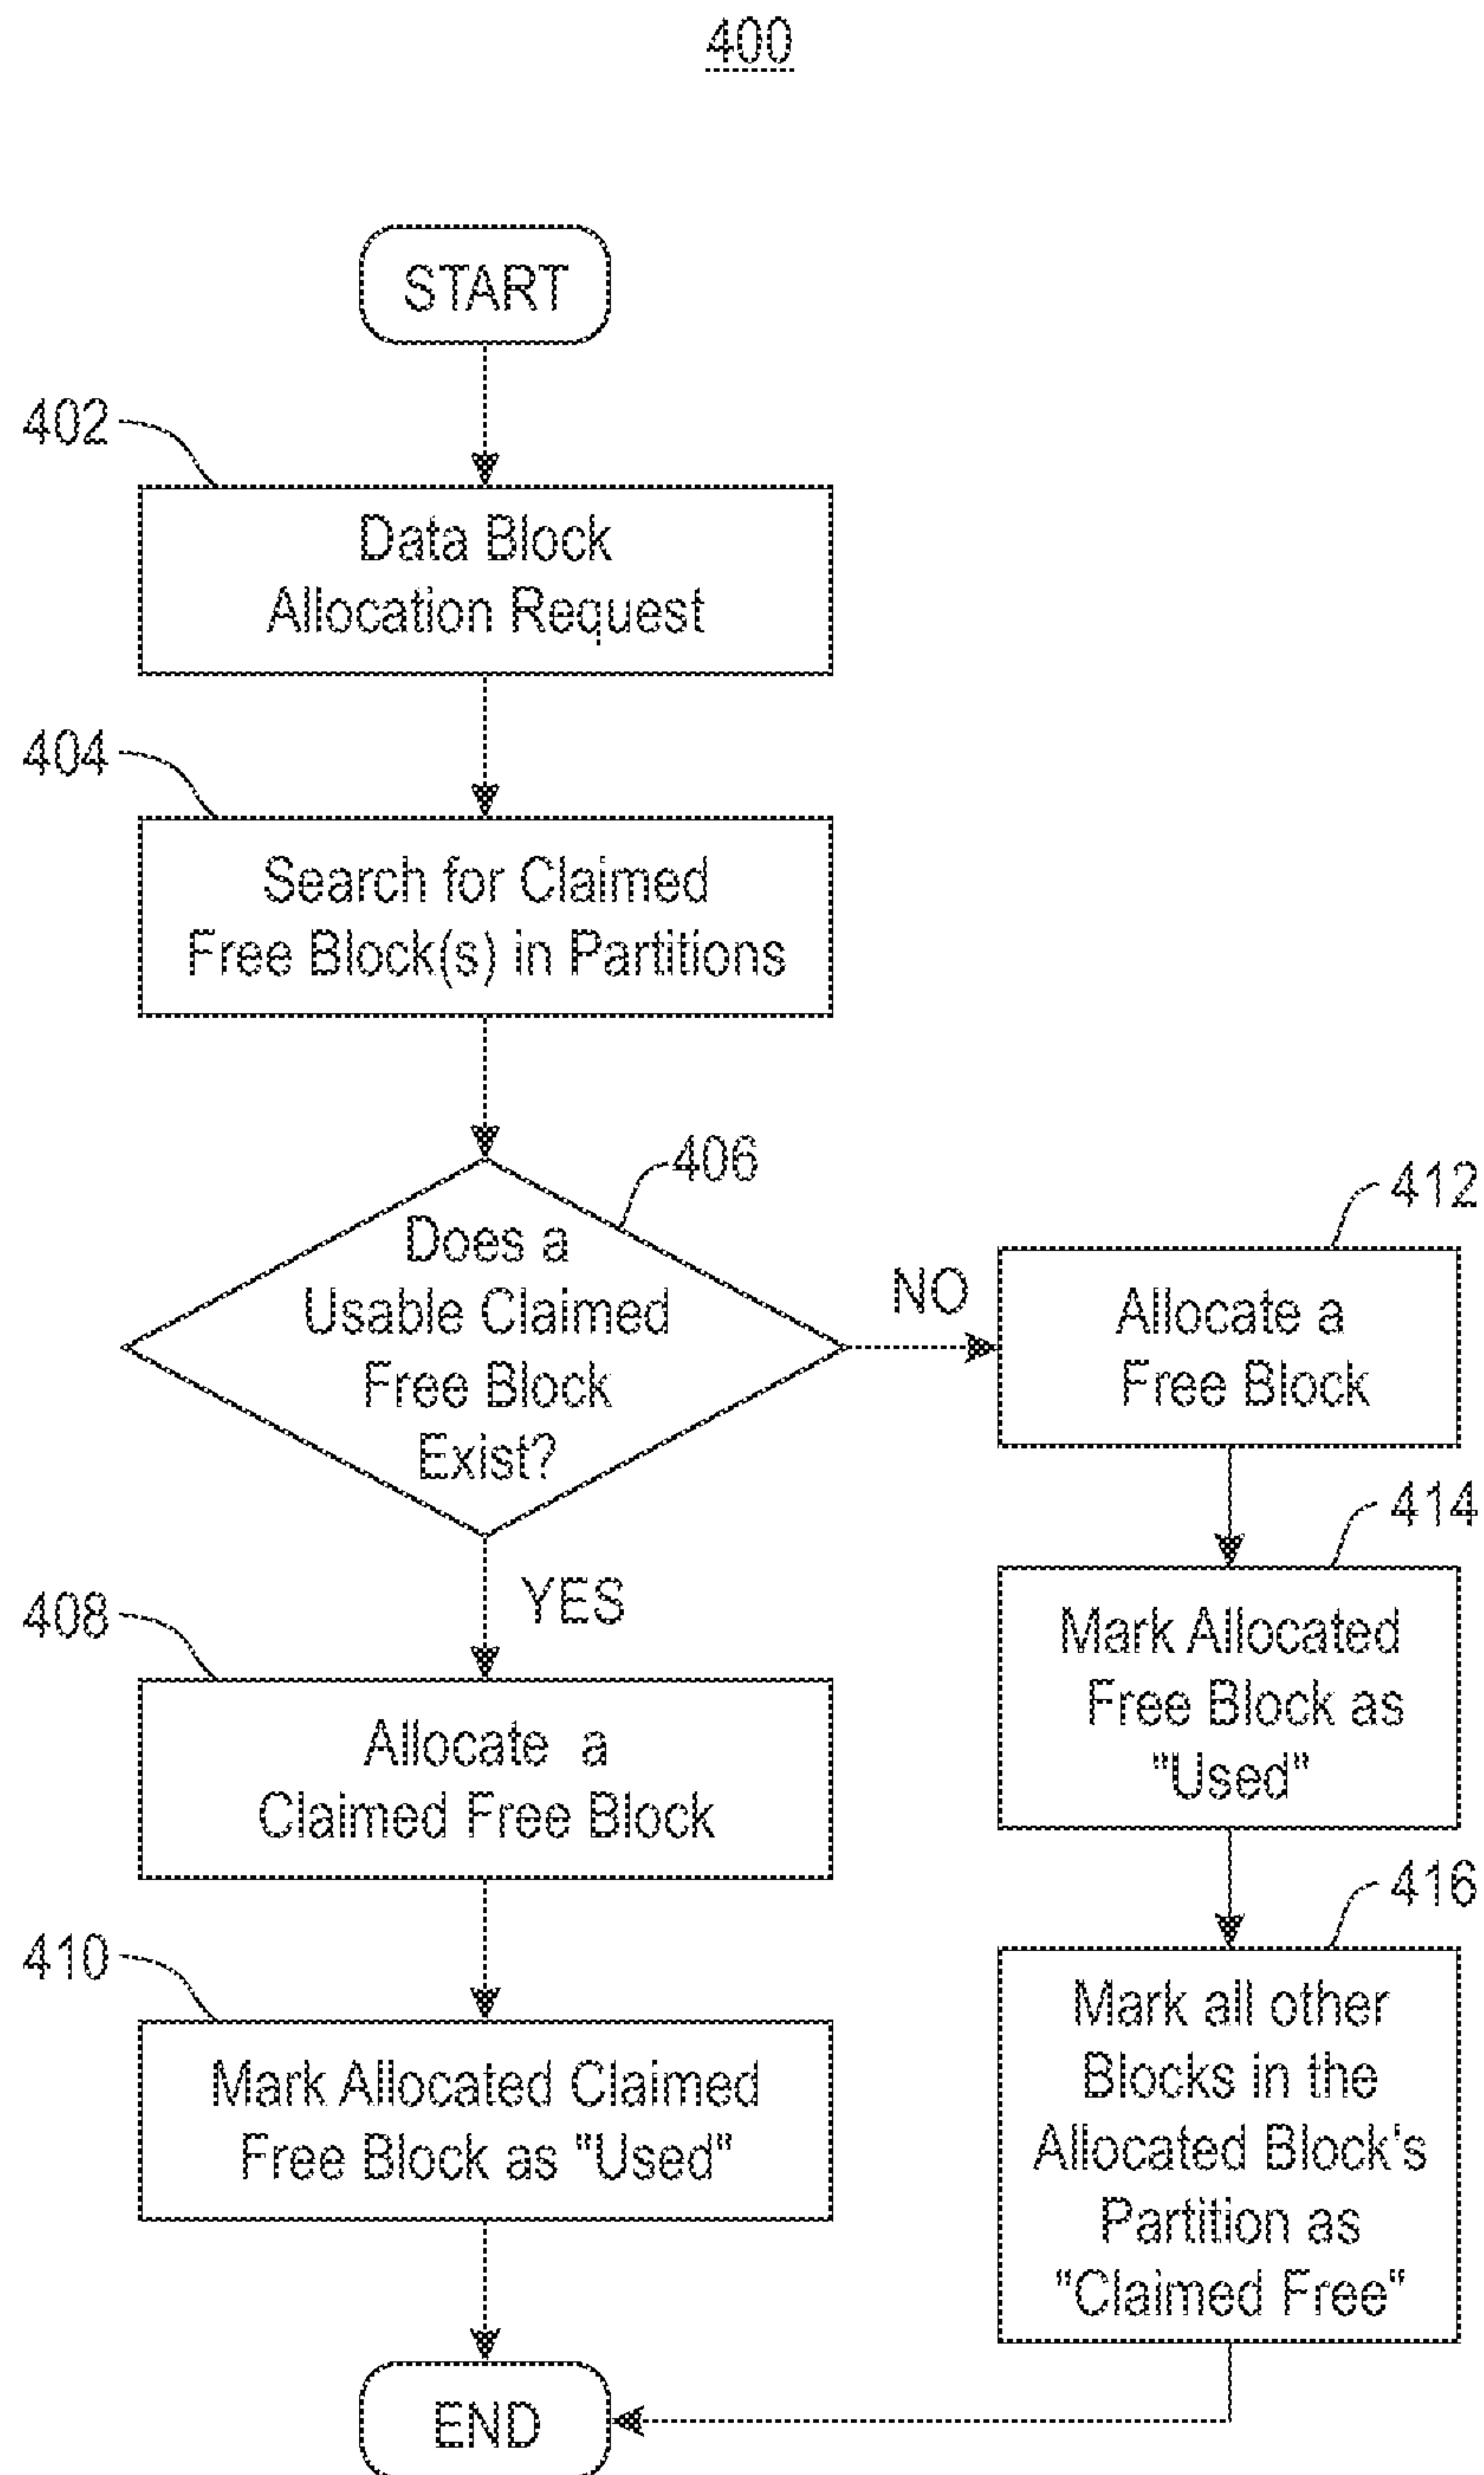 400
START
402
Data Block
Allocation Request
404
Search for Claimed
Free Block(s) in Partitions
406
Does a
Usable Claimed
Free Block
Exist?
NO
412
Allocate a
Free Block
414
Mark Allocated
Free Block as
"Used"
YES
408
Allocate a
Claimed Free Block
416
Mark all other
Blocks in the
Allocated Block's
Partition as
"Claimed Free"
410
Mark Allocated Claimed
Free Block as "Used"
END